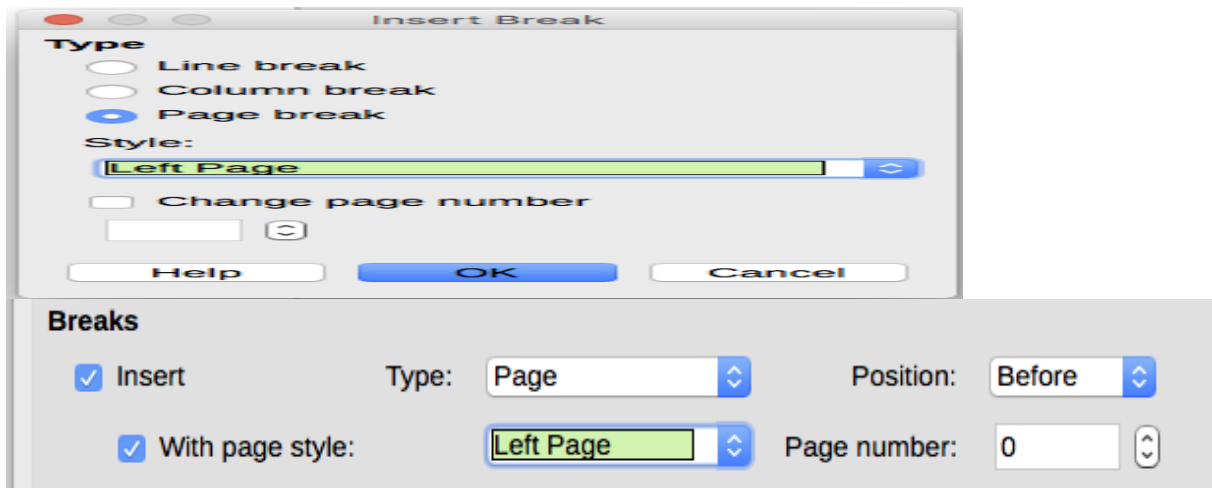 Insert Break
Type
Line break
Column break
Page break
Style:
Left Page
Change page number
Help OK Cancel
Breaks
Insert Type: Page Position: Before
With page style: Left Page Page number: 0